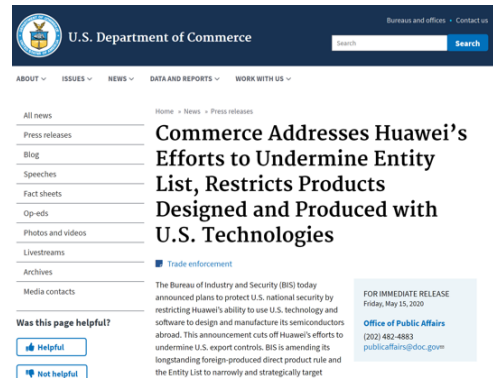 Bureaus and offices • Contact us
U.S. Department of Commerce
Search
Search
ABOUT ISSUES NEWS DATA AND REPORTS WORK WITH US
All news
Press releases
Blog
Speeches
Fact sheets
Op-eds
Photos and videos
Livestreams
Archives
Media contacts
Was this page helpful?
Helpful
Not helpful
Home » News » Press releases
Commerce Addresses Huawei’s
Efforts to Undermine Entity
List, Restricts Products
Designed and Produced with
U.S. Technologies
Trade enforcement
The Bureau of Industry and Security (BIS) today
announced plans to protect U.S. national security by
restricting Huawei’s ability to use U.S. technology and
software to design and manufacture its semiconductors
abroad. This announcement cuts off Huawei’s efforts to
undermine U.S. export controls. BIS is amending its
longstanding foreign-produced direct product rule and
the Entity List to narrowly and strategically target
FOR IMMEDIATE RELEASE
Friday, May 15, 2020
Office of Public Affairs
(202) 482-4883
publicaffairs@doc.gov